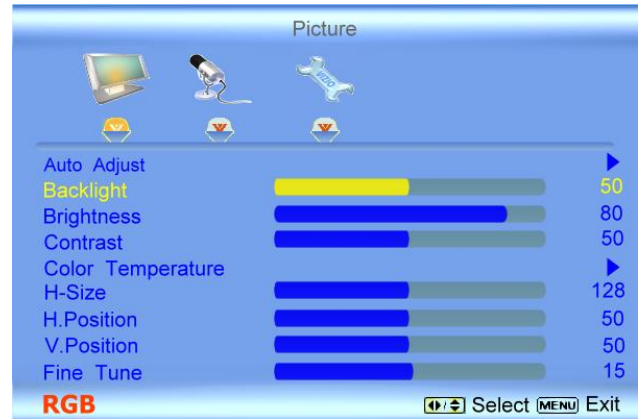 Picture
VIZIO
Auto Adjust
Backlight 50
Brightness 80
Contrast 50
Color Temperature
H-Size 128
H.Position 50
V.Position 50
Fine Tune 15
RGB Select MENU Exit